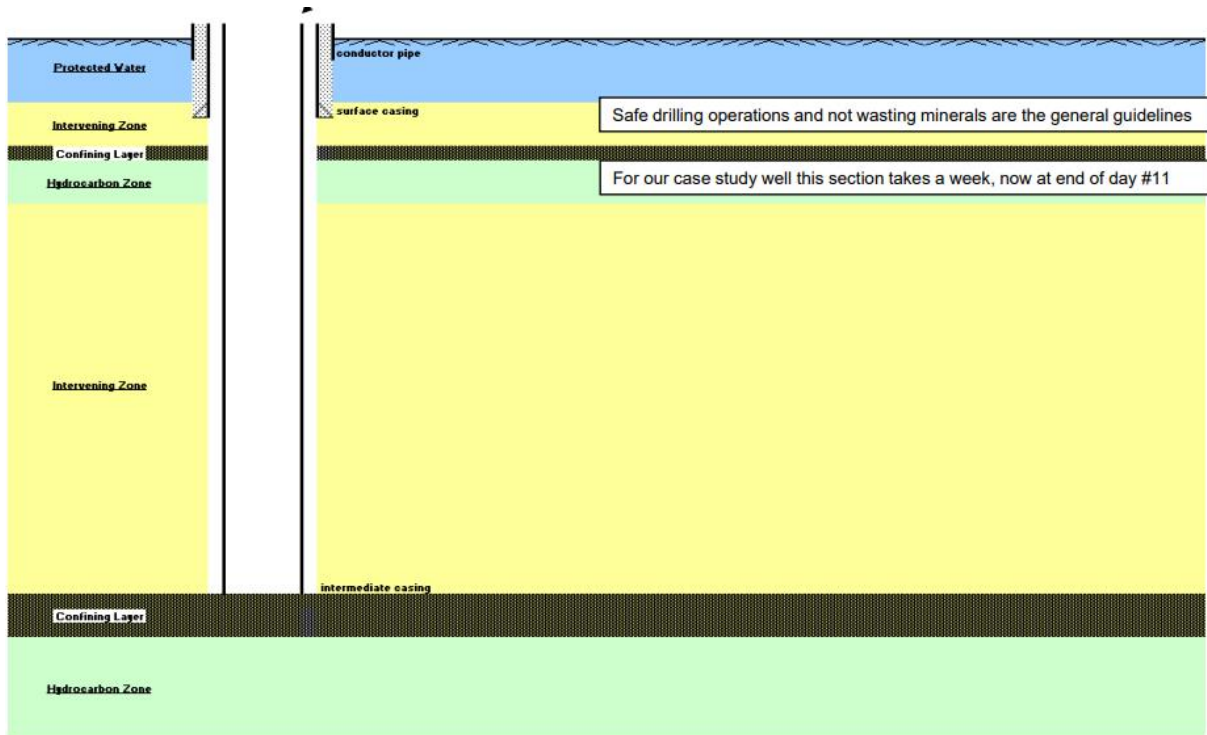 conductor pipe
Protected Water
surface casing
Safe drilling operations and not wasting minerals are the general guidelines
Intervening Zone
Confining Layer
For our case study well this section takes a week, now at end of day #11
Hydrocarbon Zone
Intervening Zone
intermediate casing
Confining Layer
Hydrocarbon Zone